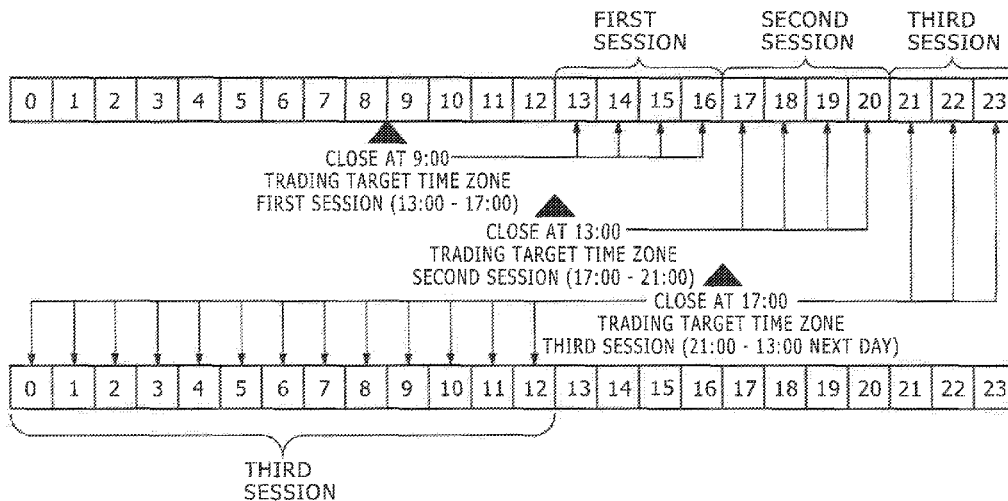 FIRST SESSION
SECOND SESSION
THIRD SESSION
0 1 2 3 4 5 6 7 8 9 10 11 12 13 14 15 16 17 18 19 20 21 22 23
CLOSE AT 9:00
TRADING TARGET TIME ZONE
FIRST SESSION (13:00 - 17:00)
CLOSE AT 13:00
TRADING TARGET TIME ZONE
SECOND SESSION (17:00 - 21:00)
CLOSE AT 17:00
TRADING TARGET TIME ZONE
THIRD SESSION (21:00 - 13:00 NEXT DAY)
0 1 2 3 4 5 6 7 8 9 10 11 12 13 14 15 16 17 18 19 20 21 22 23
THIRD
SESSION